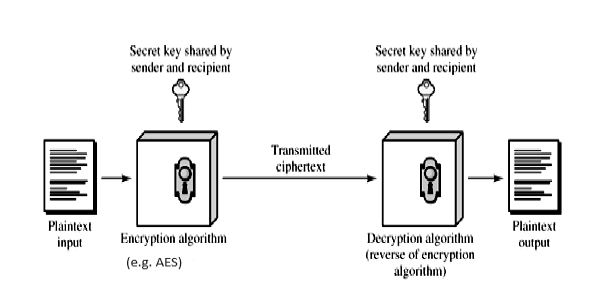 Secret key shared by
sender and recipient
Secret key shared by
sender and recipient
Transmitted
ciphertext
Plaintext
input
Encryption algorithm
(e.g. AES)
Decryption algorithm
(reverse of encryption
algorithm)
Plaintext
output